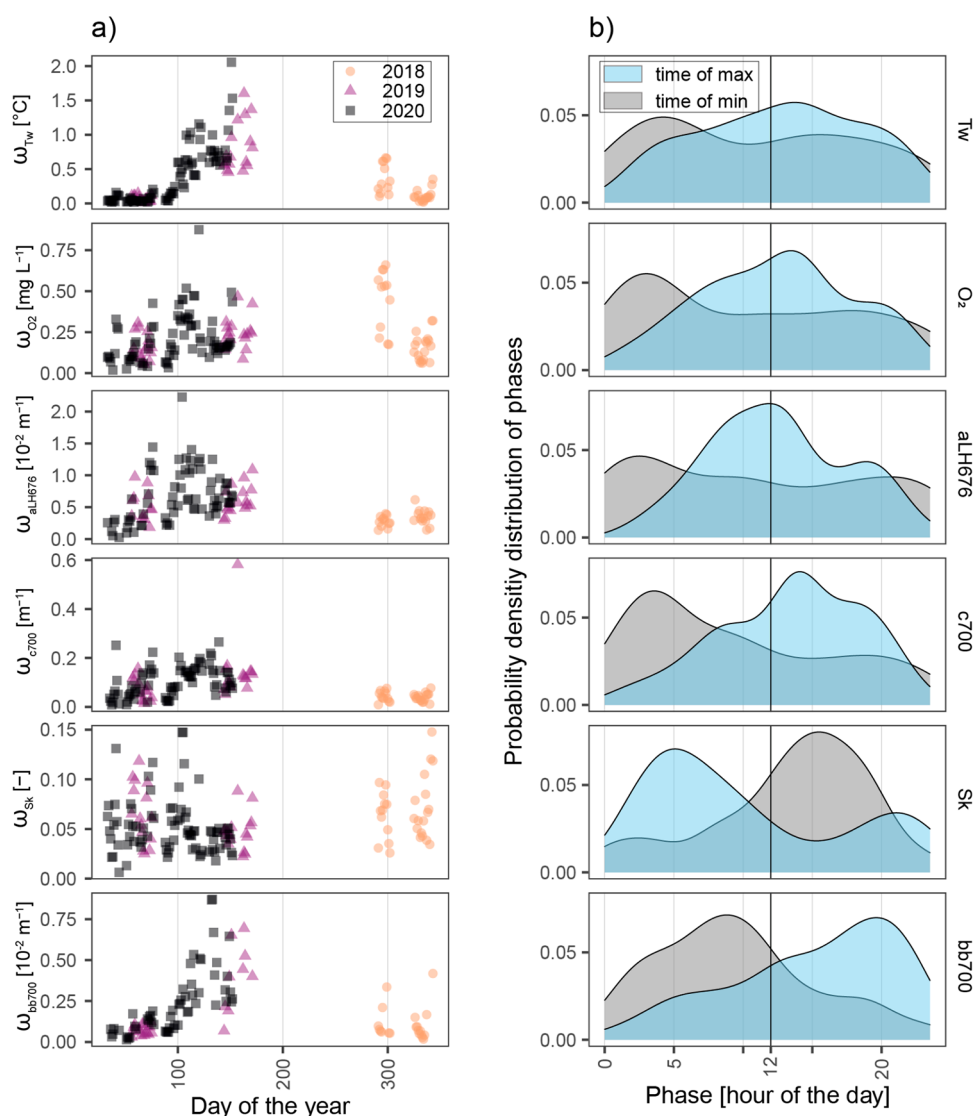 a)
ωTw [°C]
2.0
1.5
1.0
0.5
0.0
2018
2019
2020
ωO2 [mg L⁻¹]
0.75
0.50
0.25
0.00
ωaLH676 [10⁻² m⁻¹]
2.0
1.5
1.0
0.5
0.0
ωc700 [m⁻¹]
0.6
0.4
0.2
0.0
ωSk [−]
0.15
0.10
0.05
0.00
ωbb700 [10⁻² m⁻¹]
0.75
0.50
0.25
0.00
100
200
300
Day of the year
b)
Probability densitiy distribution of phases
time of max
time of min
0.05
0.00
Tw
0.05
0.00
O₂
0.05
0.00
aLH676
0.05
0.00
c700
0.05
0.00
Sk
0.05
0.00
bb700
0
5
12
20
Phase [hour of the day]